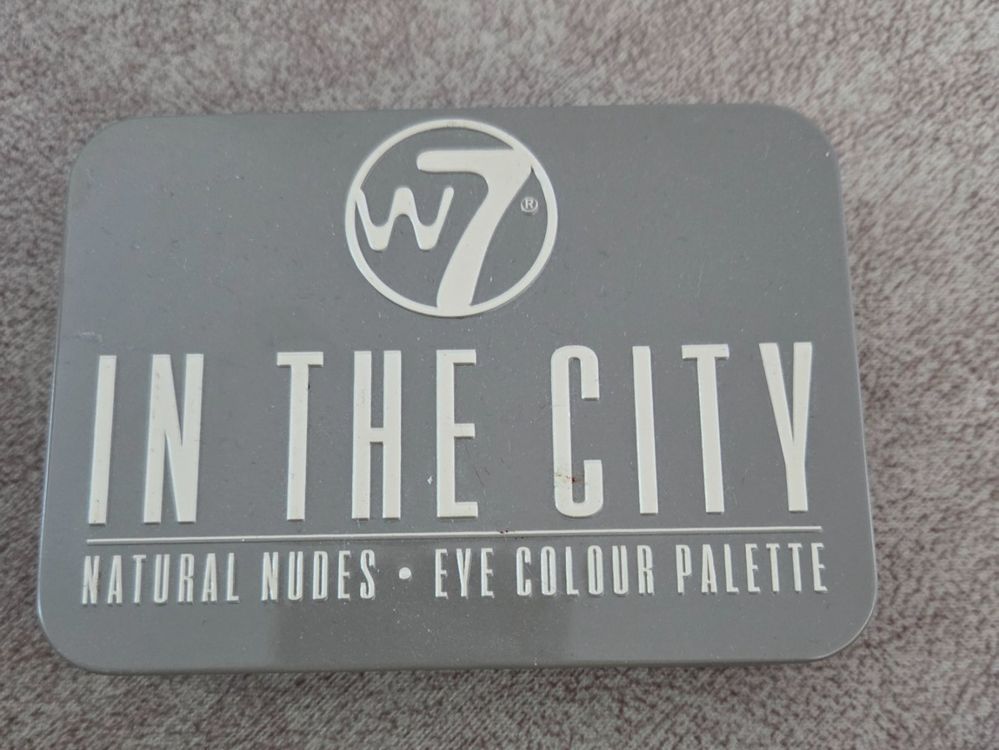 W7®
IN THE CITY
NATURAL NUDES • EYE COLOUR PALETTE